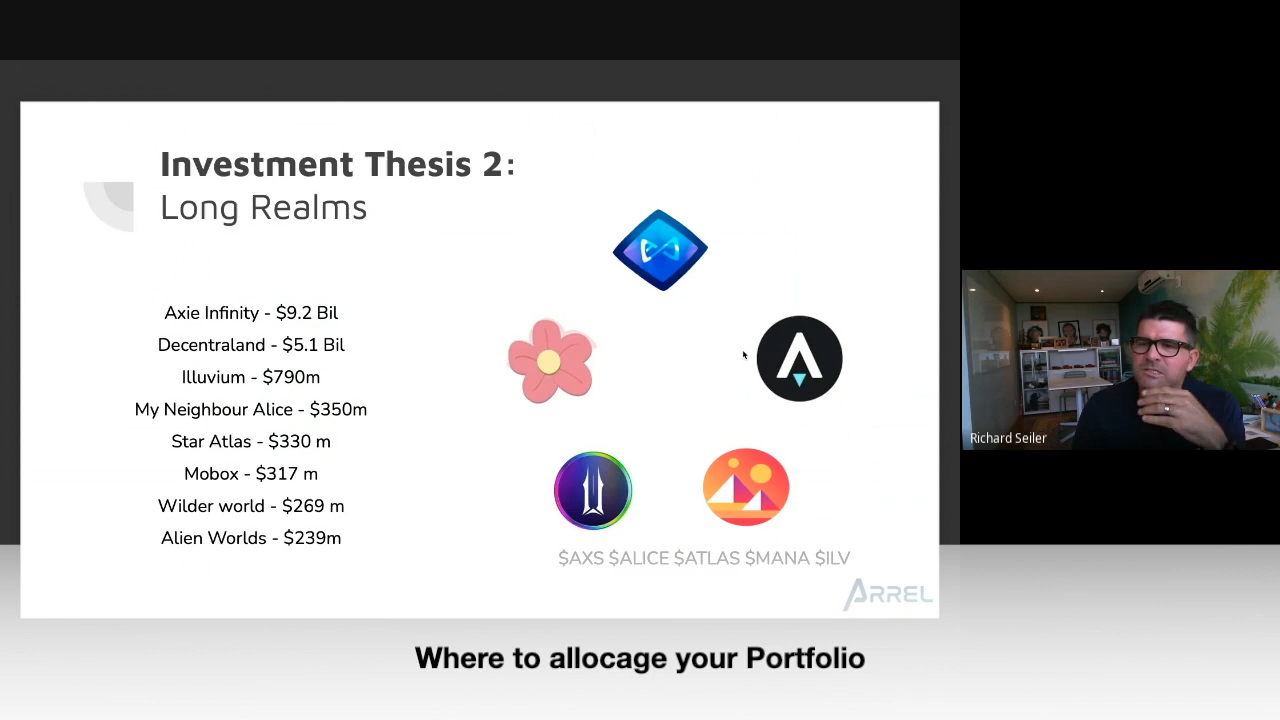 Investment Thesis 2:
Long Realms
Axie Infinity - $9.2 Bil
Decentraland - $5.1 Bil
Illuvium - $790m
My Neighbour Alice - $350m
Star Atlas - $330 m
Mobox - $317 m
Wilder world - $269 m
Alien Worlds - $239m
$AXS $ALICE $ATLAS $MANA $ILV
ARREL
Richard Seiler
Where to allocage your Portfolio